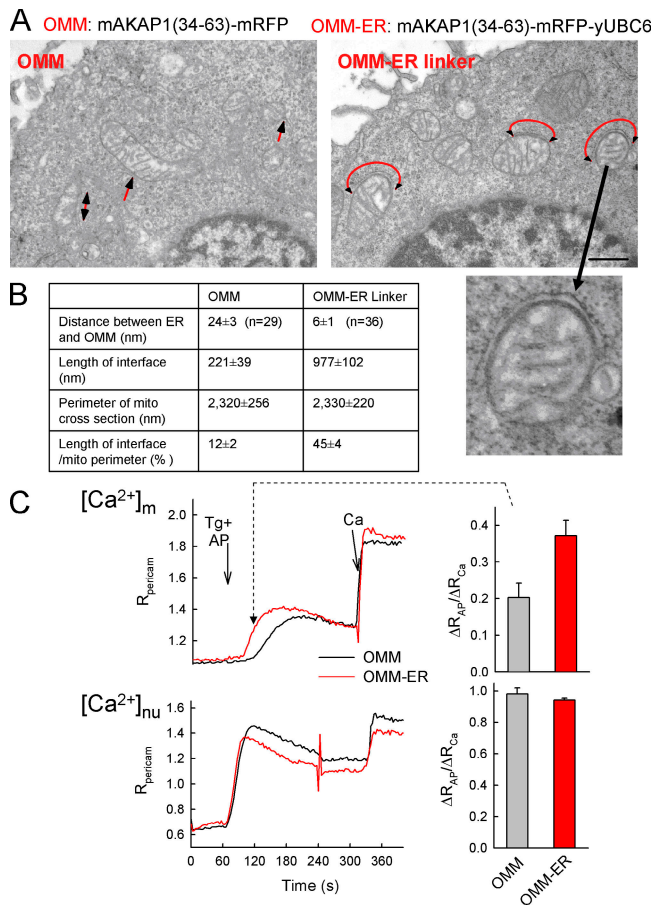 A
OMM: mAKAP1(34-63)-mRFP
OMM-ER: mAKAP1(34-63)-mRFP-yUBC6
OMM
OMM-ER linker
B
OMM OMM-ER Linker
Distance between ER and OMM (nm) 24±3 (n=29) 6±1 (n=36)
Length of interface (nm) 221±39 977±102
Perimeter of mito cross section (nm) 2,320±256 2,330±220
Length of interface /mito perimeter (% ) 12±2 45±4
C
[Ca²⁺]m
Tg+
AP
Ca
Rpericam
2.0
1.8
1.6
1.4
1.2
OMM
OMM-ER
ΔRAP/ΔRCa
0.4
0.2
0.0
[Ca²⁺]nu
Rpericam
1.6
1.4
1.2
1.0
0.8
0.6
0 60 120 180 240 300 360
Time (s)
ΔRAP/ΔRCa
1.0
0.8
0.6
0.4
0.2
0.0
OMM
OMM-ER